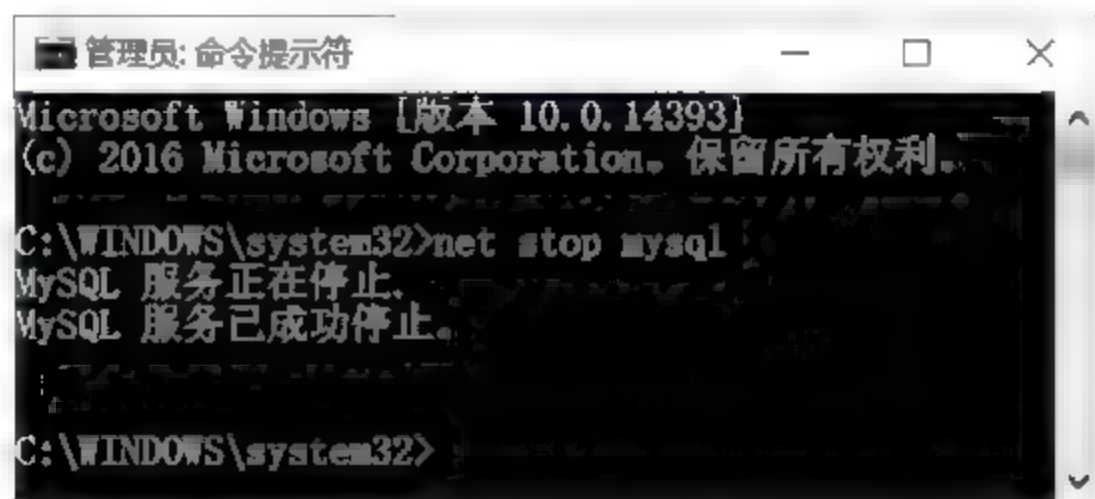 管理员: 命令提示符
Microsoft Windows [版本 10.0.14393]
(c) 2016 Microsoft Corporation。保留所有权利。
C:\WINDOWS\system32>net stop mysql
MySQL 服务正在停止.
MySQL 服务已成功停止。
C:\WINDOWS\system32>